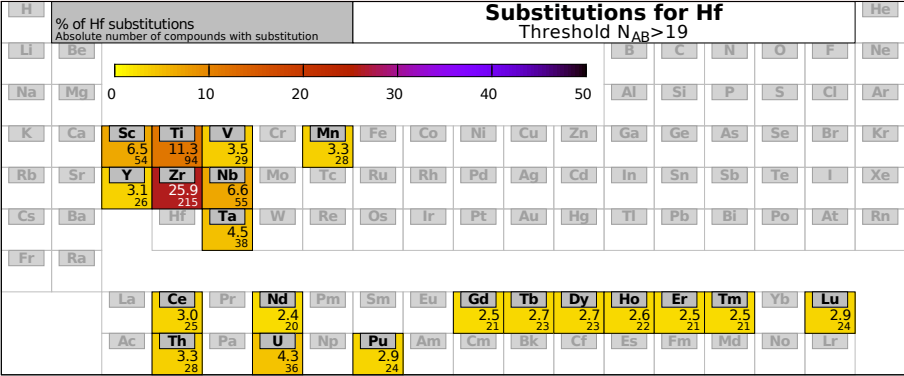 H He
% of Hf substitutions
Absolute number of compounds with substitution
Substitutions for Hf
Threshold N_AB>19
Li Be B C N O F Ne
0 10 20 30 40 50
Na Mg Al Si P S Cl Ar
K Ca Sc Ti V Cr Mn Fe Co Ni Cu Zn Ga Ge As Se Br Kr
6.5 11.3 3.5 3.3
54 94 29 28
Rb Sr Y Zr Nb Mo Tc Ru Rh Pd Ag Cd In Sn Sb Te I Xe
3.1 25.9 6.6
26 215 55
Cs Ba Hf Ta W Re Os Ir Pt Au Hg Tl Pb Bi Po At Rn
4.5
38
Fr Ra
La Ce Pr Nd Pm Sm Eu Gd Tb Dy Ho Er Tm Yb Lu
3.0 2.4 2.5 2.7 2.7 2.6 2.5 2.5 2.9
25 20 21 23 23 22 21 21 24
Ac Th Pa U Np Pu Am Cm Bk Cf Es Fm Md No Lr
3.3 4.3 2.9
28 36 24